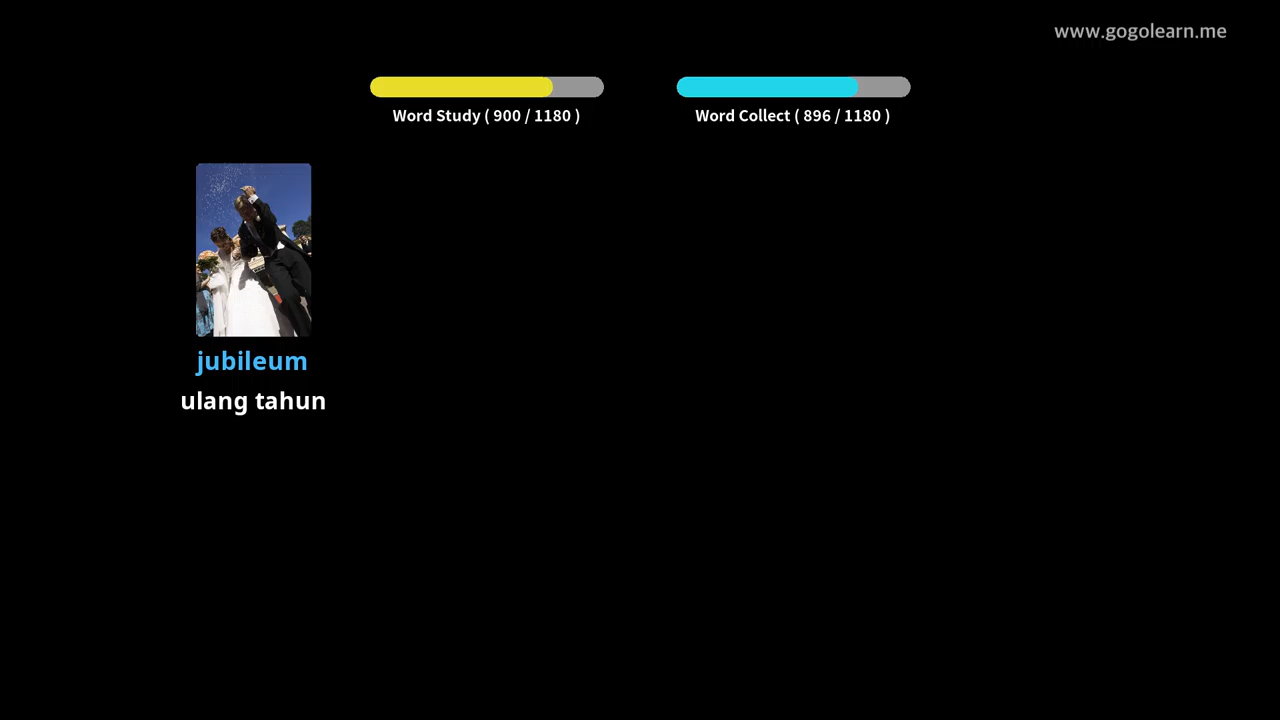 www.gogolearn.me
Word Study ( 900 / 1180 )
Word Collect ( 896 / 1180 )
jubileum
ulang tahun